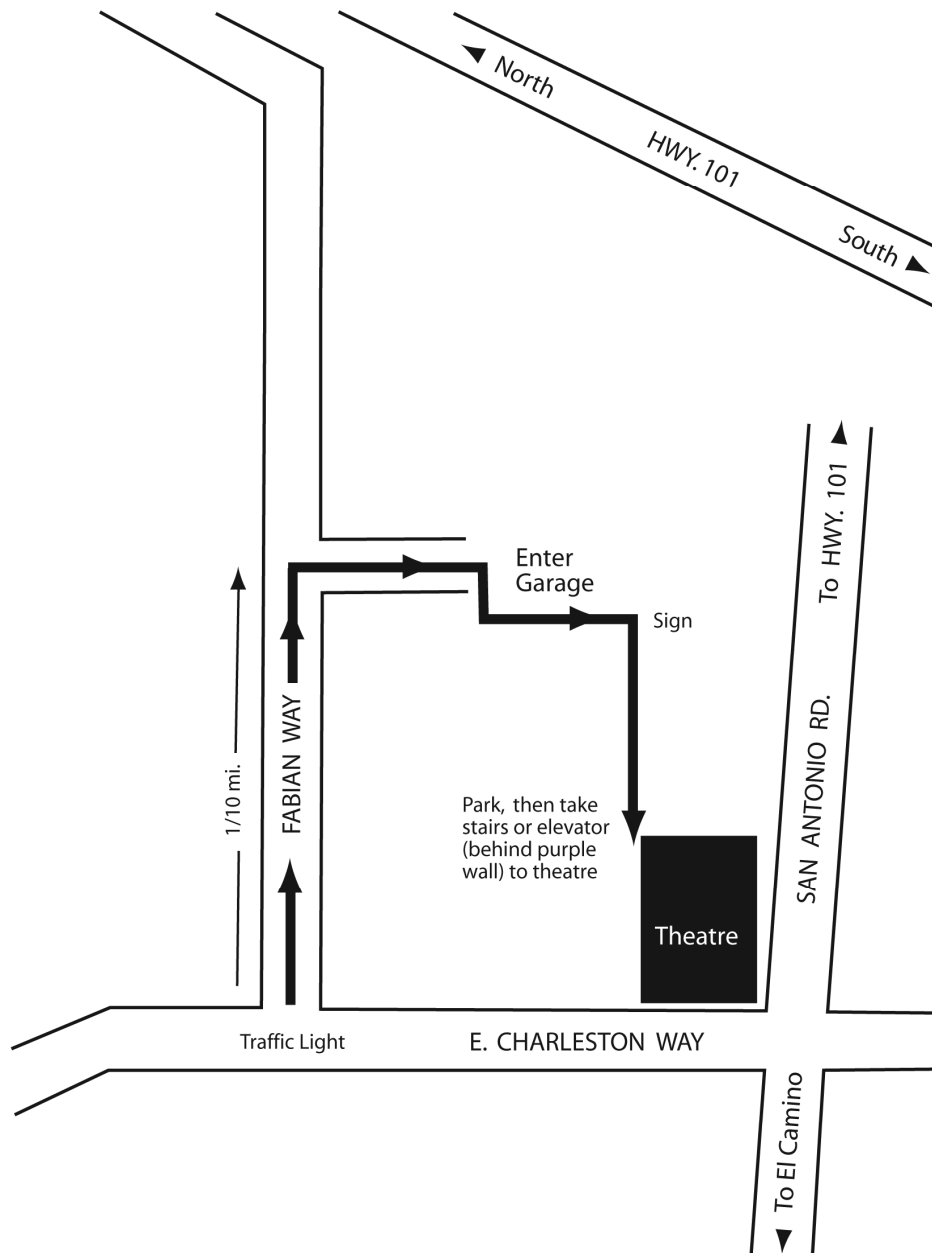 North
HWY. 101
South
To HWY. 101
Enter
Garage
Sign
FABIAN WAY
1/10 mi.
SAN ANTONIO RD.
Park, then take
stairs or elevator
(behind purple
wall) to theatre
Theatre
Traffic Light
E. CHARLESTON WAY
To El Camino